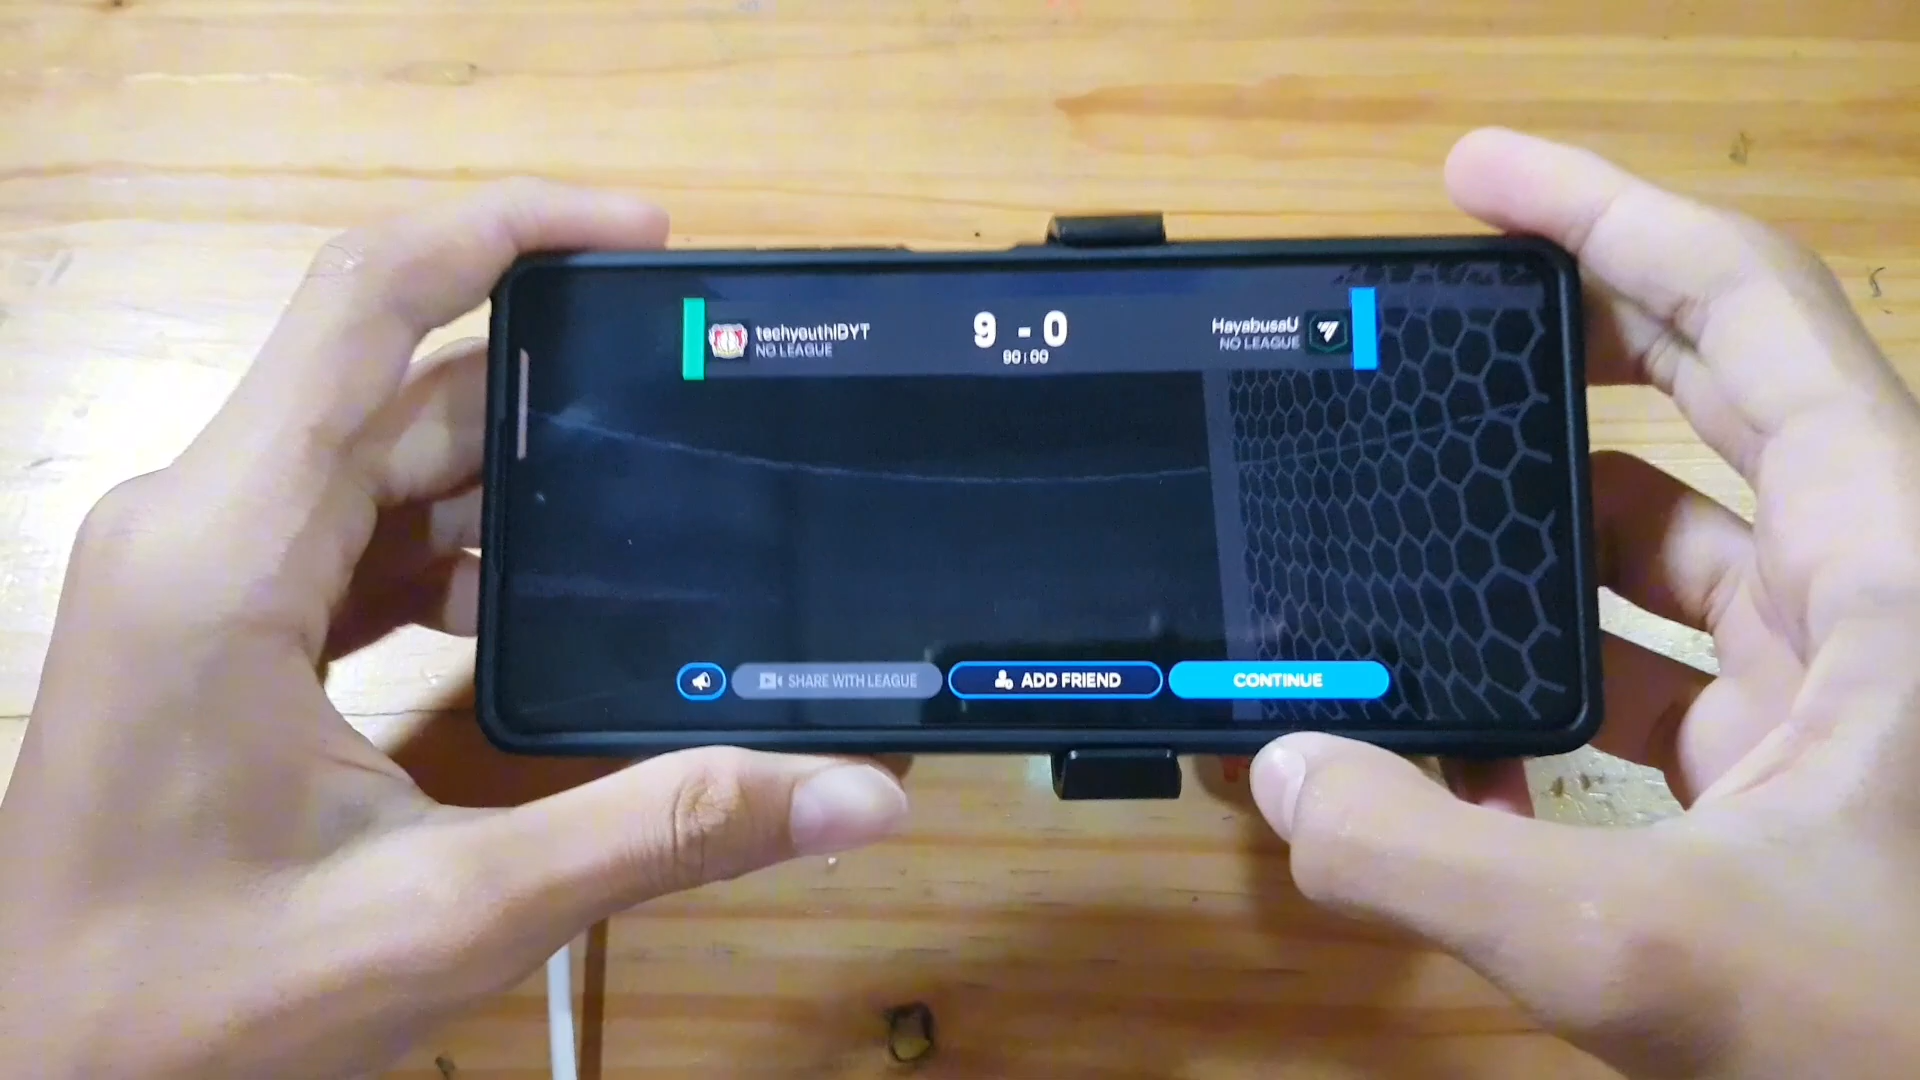 techyouthIDYT
NO LEAGUE
9 - 0
90:00
HayabusaU
NO LEAGUE
SHARE WITH LEAGUE
ADD FRIEND
CONTINUE